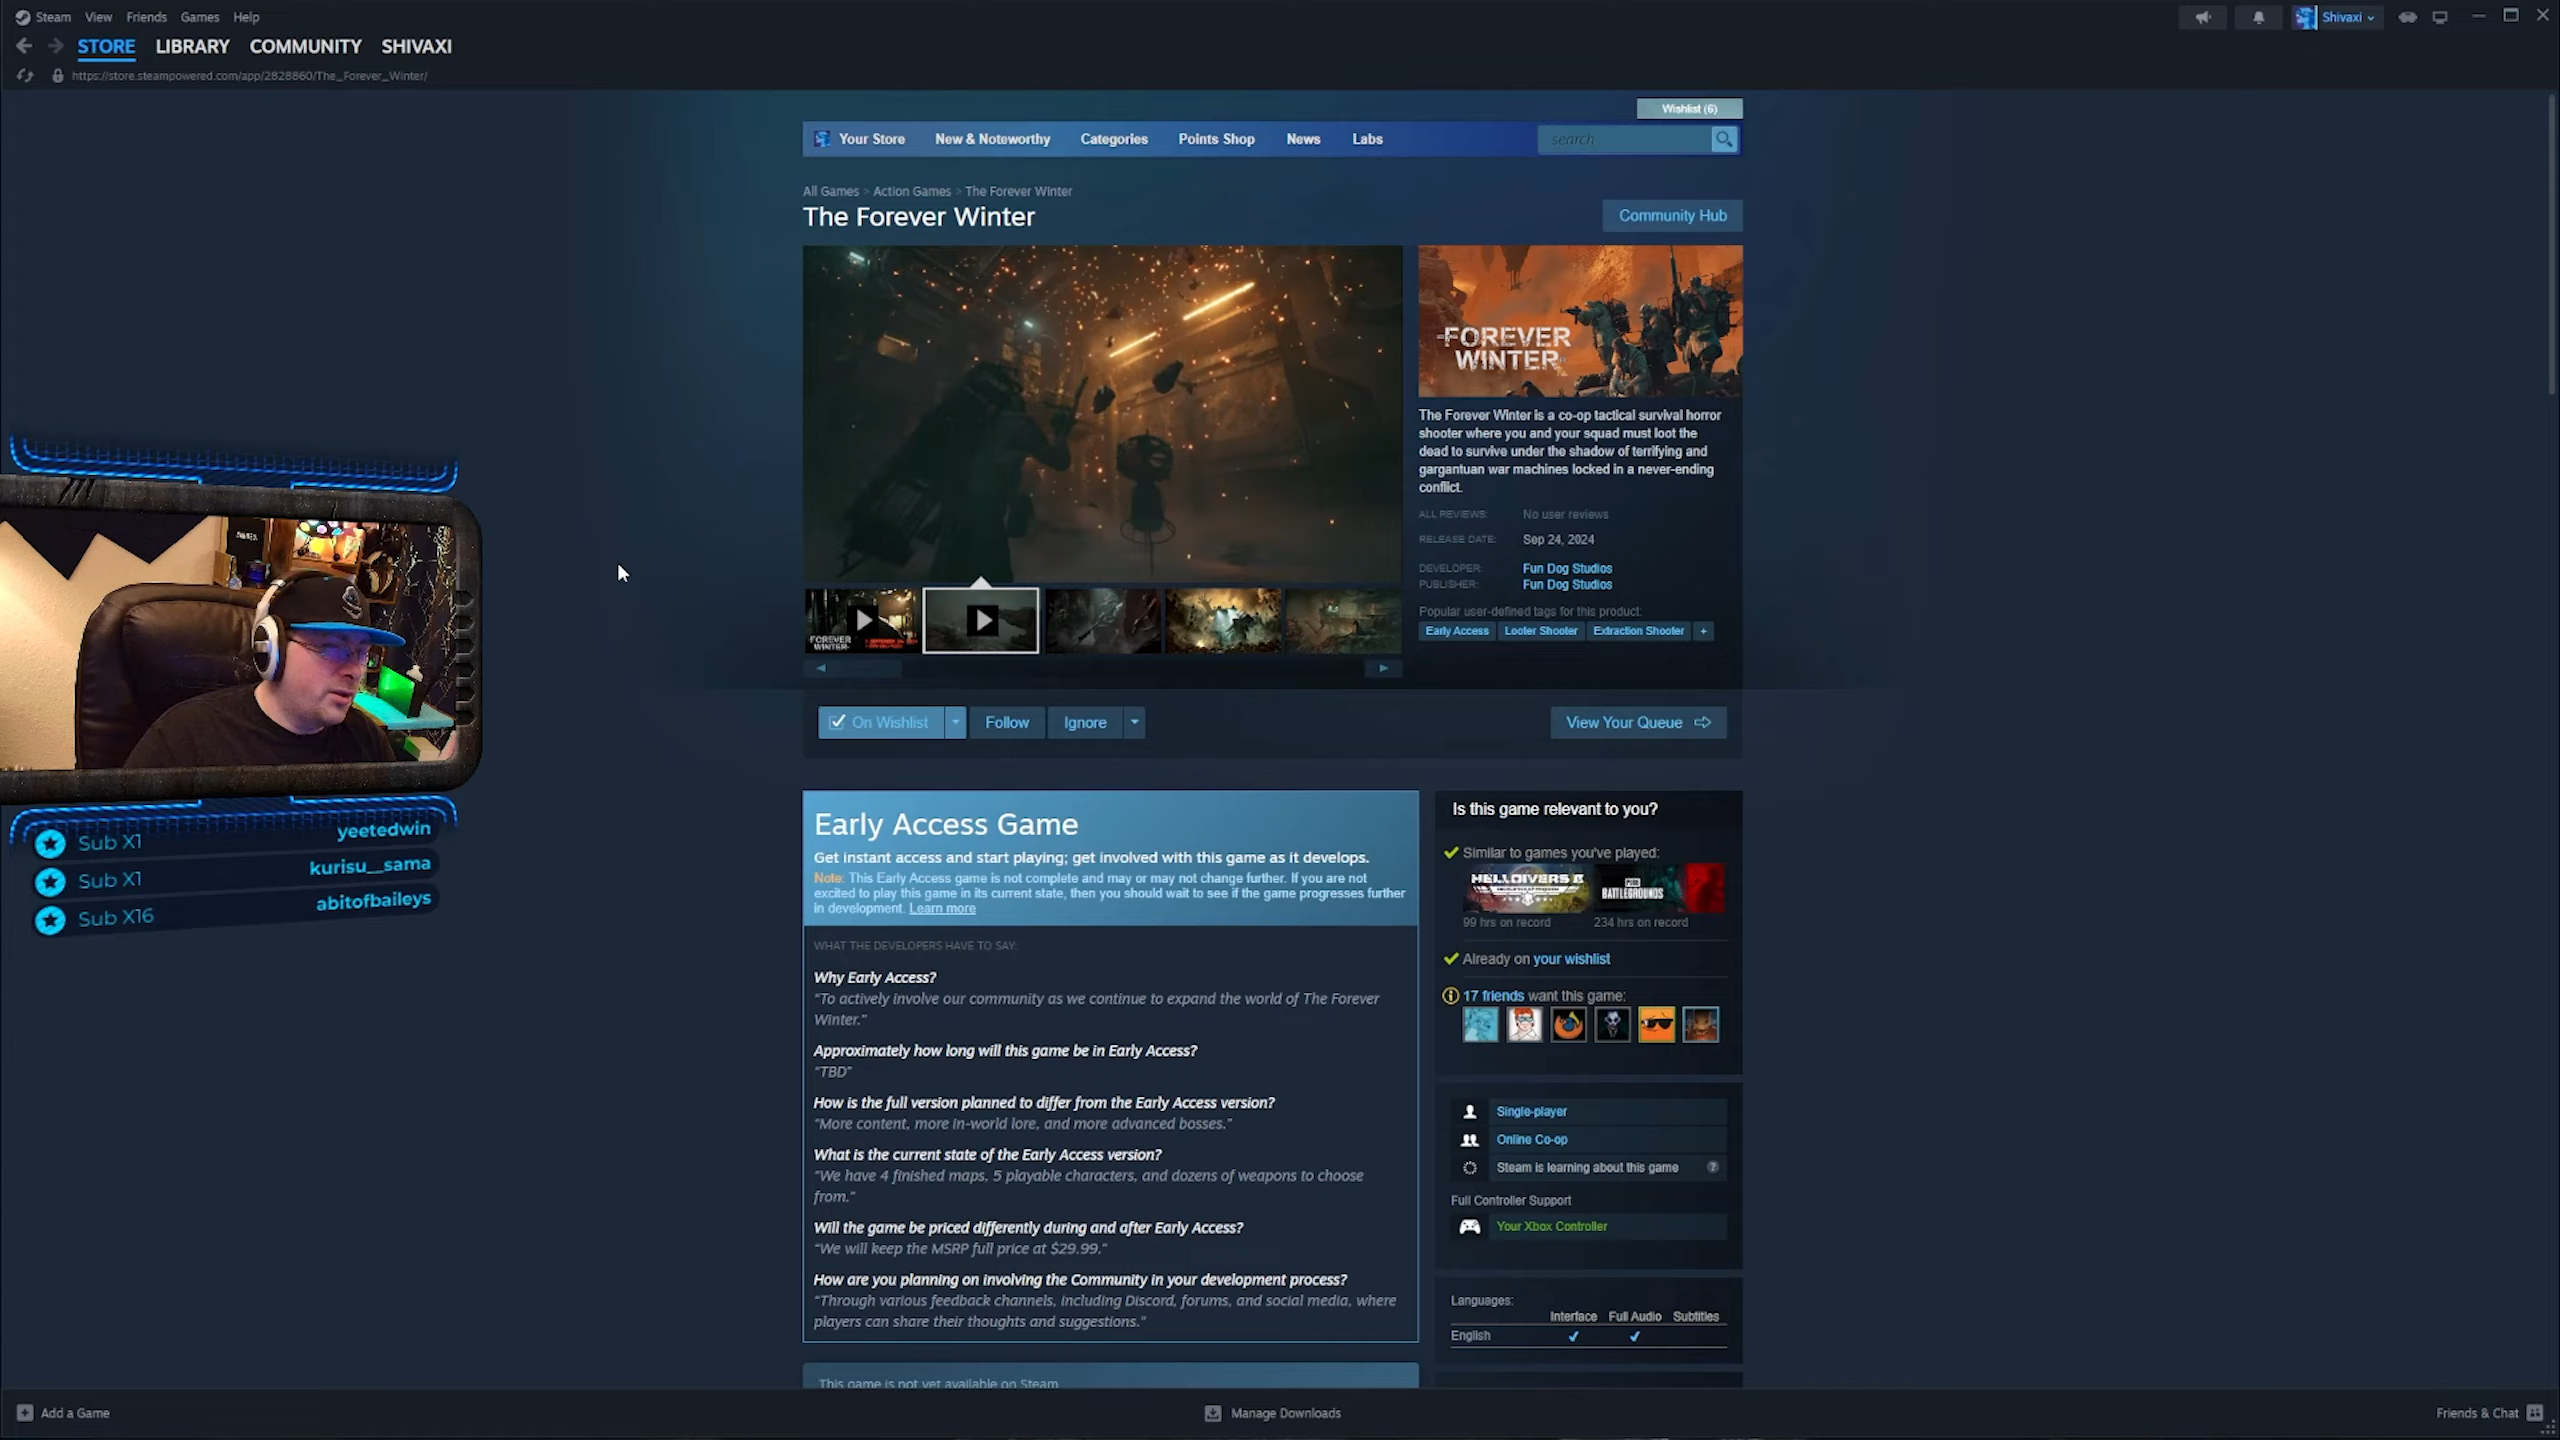 Steam View Friends Games Help
Shivaxi
STORE LIBRARY COMMUNITY SHIVAXI
https://store.steampowered.com/app/2828860/The_Forever_Winter/
Wishlist (6)
Your Store New & Noteworthy Categories Points Shop News Labs
search
All Games > Action Games > The Forever Winter
The Forever Winter
Community Hub
FOREVER
WINTER
The Forever Winter is a co-op tactical survival horror
shooter where you and your squad must loot the
dead to survive under the shadow of terrifying and
gargantuan war machines locked in a never-ending
conflict.
ALL REVIEWS: No user reviews
RELEASE DATE: Sep 24, 2024
DEVELOPER: Fun Dog Studios
PUBLISHER: Fun Dog Studios
Popular user-defined tags for this product:
Early Access Looter Shooter Extraction Shooter +
FOREVER
WINTER
On Wishlist Follow Ignore
View Your Queue
Sub X1 yeetedwin
Sub X1 kurisu__sama
Sub X16 abitofbaileys
Early Access Game
Get instant access and start playing; get involved with this game as it develops.
Note: This Early Access game is not complete and may or may not change further. If you are not
excited to play this game in its current state, then you should wait to see if the game progresses further
in development. Learn more
WHAT THE DEVELOPERS HAVE TO SAY:
Why Early Access?
"To actively involve our community as we continue to expand the world of The Forever
Winter."
Approximately how long will this game be in Early Access?
"TBD"
How is the full version planned to differ from the Early Access version?
"More content, more in-world lore, and more advanced bosses."
What is the current state of the Early Access version?
"We have 4 finished maps, 5 playable characters, and dozens of weapons to choose
from."
Will the game be priced differently during and after Early Access?
"We will keep the MSRP full price at $29.99."
How are you planning on involving the Community in your development process?
"Through various feedback channels, including Discord, forums, and social media, where
players can share their thoughts and suggestions."
This game is not yet available on Steam
Is this game relevant to you?
Similar to games you've played:
HELLDIVERS II
BATTLEGROUNDS
99 hrs on record 234 hrs on record
Already on your wishlist
17 friends want this game:
Single-player
Online Co-op
Steam is learning about this game ?
Full Controller Support
Your Xbox Controller
Languages:
Interface Full Audio Subtitles
English ✔ ✔
Add a Game
Manage Downloads
Friends & Chat